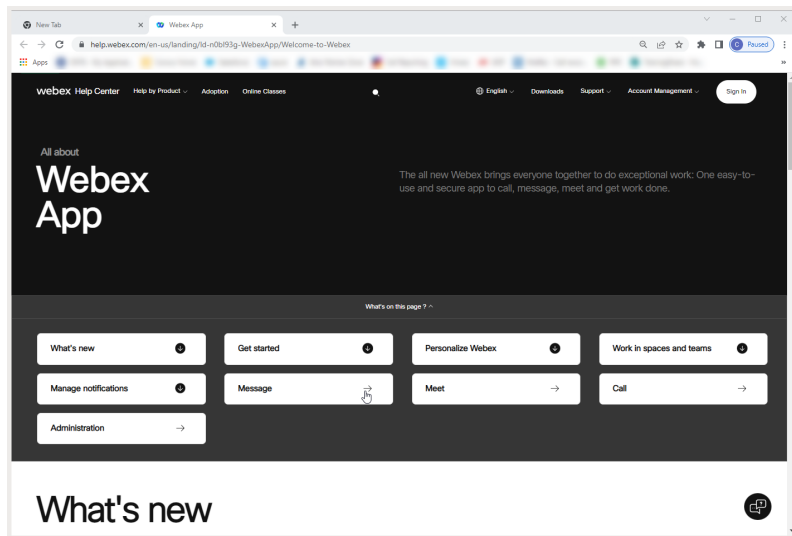 New Tab
Webex App
help.webex.com/en-us/landing/ld-n0bl93g-WebexApp/Welcome-to-Webex
C Paused
Apps
webex Help Center Help by Product Adoption Online Classes English Downloads Support Account Management Sign In
All about
Webex
App
The all new Webex brings everyone together to do exceptional work: One easy-to-
use and secure app to call, message, meet and get work done.
What's on this page ?
What's new Get started Personalize Webex Work in spaces and teams
Manage notifications Message Meet Call
Administration
What's new